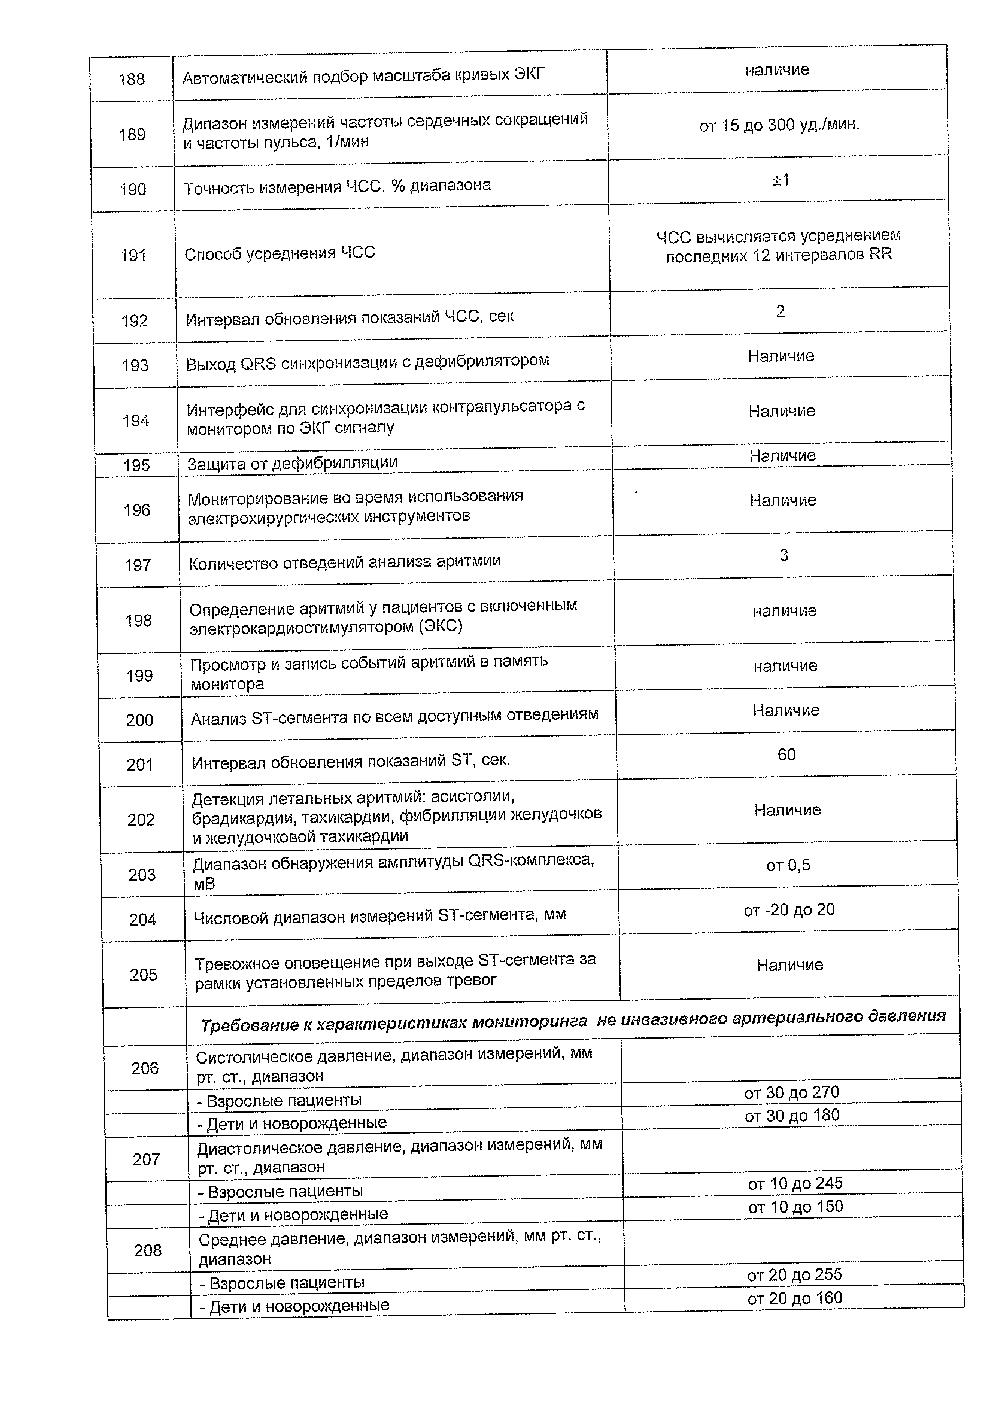 188 Автоматический подбор масштаба кривых ЭКГ наличие
189 Дипазон измерений частоты сердечных сокращений
и частоты пульса, 1/мин от 15 до 300 уд./мин.
190 Точность измерения ЧСС, % диапазона ±1
191 Способ усреднения ЧСС ЧСС вычисляется усреднением
последних 12 интервалов RR
192 Интервал обновления показаний ЧСС, сек 2
193 Выход QRS синхронизации с дефибрилятором Наличие
194 Интерфейс для синхронизации контрапульсатора с
монитором по ЭКГ сигналу Наличие
195 Защита от дефибрилляции Наличие
196 Мониторирование во время использования
электрохирургических инструментов Наличие
197 Количество отведений анализа аритмии 3
198 Определение аритмий у пациентов с включенным
электрокардиостимулятором (ЭКС) наличие
199 Просмотр и запись событий аритмий в память
монитора наличие
200 Анализ ST-сегмента по всем доступным отведениям Наличие
201 Интервал обновления показаний ST, сек. 60
202 Детекция летальных аритмий: асистолии,
брадикардии, тахикардии, фибрилляции желудочков
и желудочковой тахикардии Наличие
203 Диапазон обнаружения амплитуды QRS-комплекса,
мВ от 0,5
204 Числовой диапазон измерений ST-сегмента, мм от -20 до 20
205 Тревожное оповещение при выходе ST-сегмента за
рамки установленных пределов тревог Наличие
Требование к характеристикам мониторинга не инвазивного артериального давления
206 Систолическое давление, диапазон измерений, мм
рт. ст., диапазон
- Взрослые пациенты от 30 до 270
- Дети и новорожденные от 30 до 180
207 Диастолическое давление, диапазон измерений, мм
рт. ст., диапазон
- Взрослые пациенты от 10 до 245
- Дети и новорожденные от 10 до 150
208 Среднее давление, диапазон измерений, мм рт. ст.,
диапазон
- Взрослые пациенты от 20 до 255
- Дети и новорожденные от 20 до 160